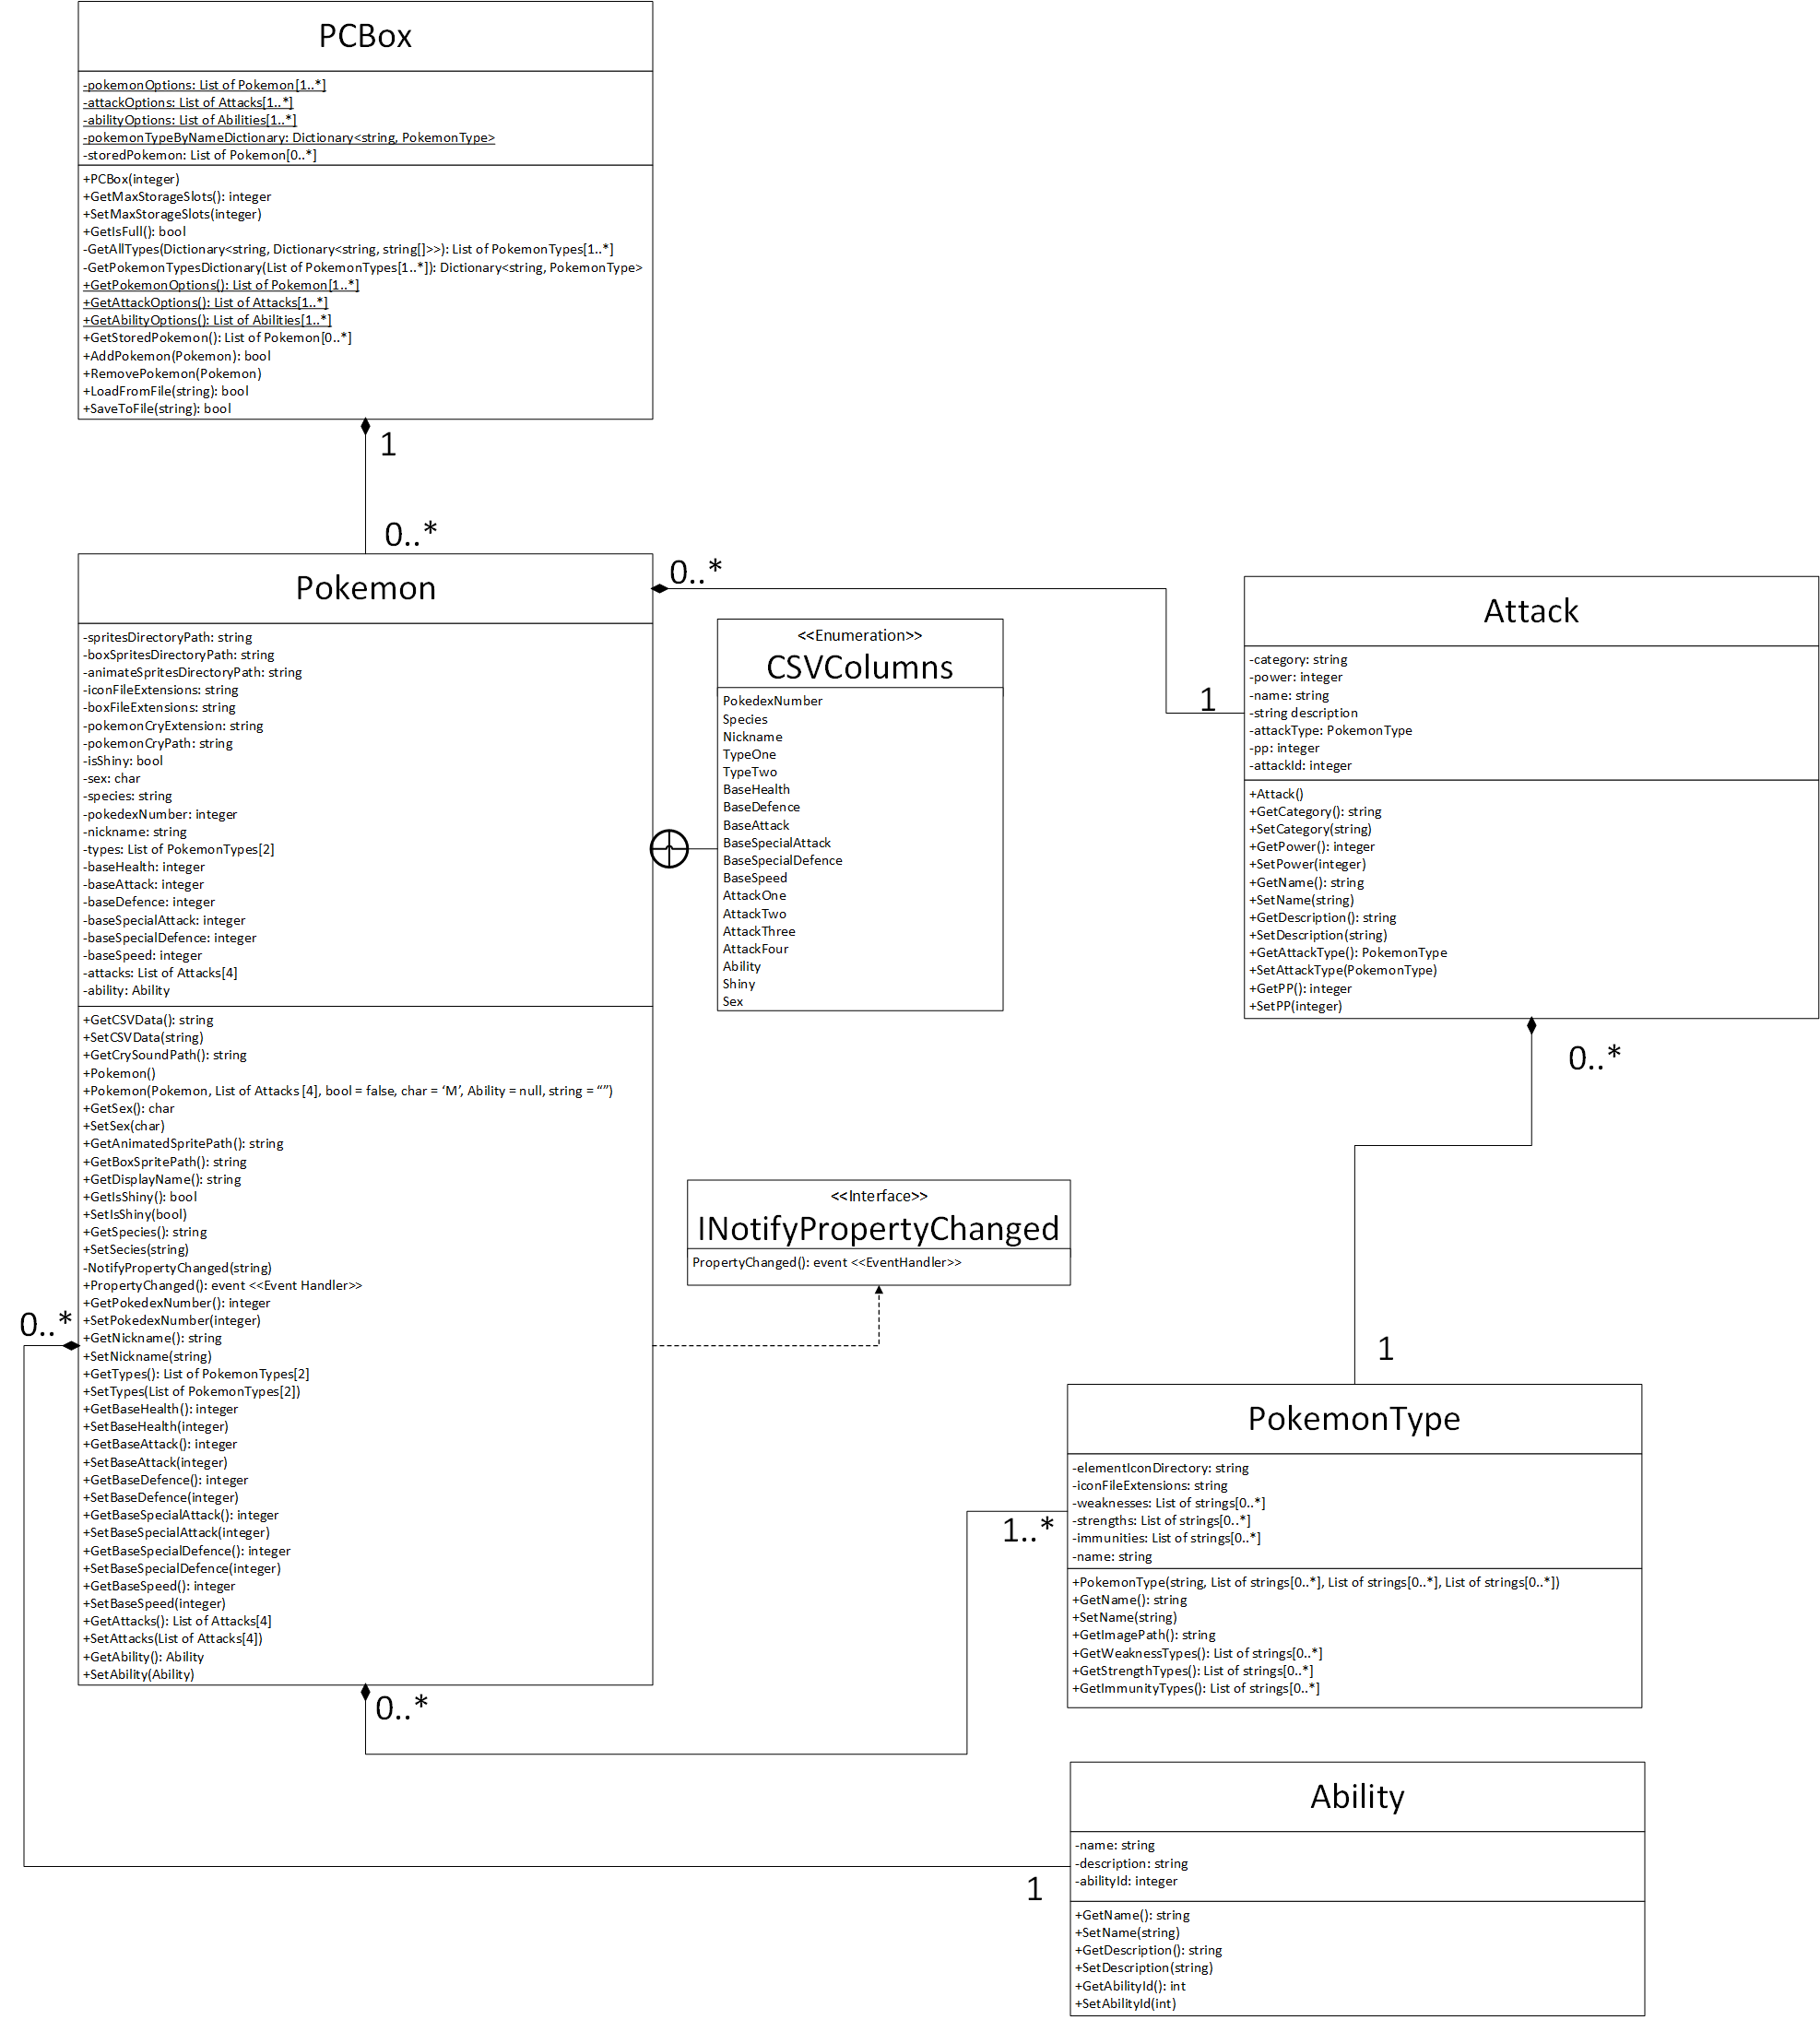 PCBox
-pokemonOptions: List of Pokemon[1..*]
-attackOptions: List of Attacks[1..*]
-abilityOptions: List of Abilities[1..*]
-pokemonTypeByNameDictionary: Dictionary<string, PokemonType>
-storedPokemon: List of Pokemon[0..*]
+PCBox(integer)
+GetMaxStorageSlots(): integer
+SetMaxStorageSlots(integer)
+GetIsFull(): bool
-GetAllTypes(Dictionary<string, Dictionary<string, string[]>>): List of PokemonTypes[1..*]
-GetPokemonTypesDictionary(List of PokemonTypes[1..*]): Dictionary<string, PokemonType>
+GetPokemonOptions(): List of Pokemon[1..*]
+GetAttackOptions(): List of Attacks[1..*]
+GetAbilityOptions(): List of Abilities[1..*]
+GetStoredPokemon(): List of Pokemon[0..*]
+AddPokemon(Pokemon): bool
+RemovePokemon(Pokemon)
+LoadFromFile(string): bool
+SaveToFile(string): bool
1
0..*
Pokemon
-spritesDirectoryPath: string
-boxSpritesDirectoryPath: string
-animateSpritesDirectoryPath: string
-iconFileExtensions: string
-boxFileExtensions: string
-pokemonCryExtension: string
-pokemonCryPath: string
-isShiny: bool
-sex: char
-species: string
-pokedexNumber: integer
-nickname: string
-types: List of PokemonTypes[2]
-baseHealth: integer
-baseAttack: integer
-baseDefence: integer
-baseSpecialAttack: integer
-baseSpecialDefence: integer
-baseSpeed: integer
-attacks: List of Attacks[4]
-ability: Ability
+GetCSVData(): string
+SetCSVData(string)
+GetCrySoundPath(): string
+Pokemon()
+Pokemon(Pokemon, List of Attacks [4], bool = false, char = ‘M’, Ability = null, string = “”)
+GetSex(): char
+SetSex(char)
+GetAnimatedSpritePath(): string
+GetBoxSpritePath(): string
+GetDisplayName(): string
+GetIsShiny(): bool
+SetIsShiny(bool)
+GetSpecies(): string
+SetSecies(string)
-NotifyPropertyChanged(string)
+PropertyChanged(): event <<Event Handler>>
+GetPokedexNumber(): integer
+SetPokedexNumber(integer)
+GetNickname(): string
+SetNickname(string)
+GetTypes(): List of PokemonTypes[2]
+SetTypes(List of PokemonTypes[2])
+GetBaseHealth(): integer
+SetBaseHealth(integer)
+GetBaseAttack(): integer
+SetBaseAttack(integer)
+GetBaseDefence(): integer
+SetBaseDefence(integer)
+GetBaseSpecialAttack(): integer
+SetBaseSpecialAttack(integer)
+GetBaseSpecialDefence(): integer
+SetBaseSpecialDefence(integer)
+GetBaseSpeed(): integer
+SetBaseSpeed(integer)
+GetAttacks(): List of Attacks[4]
+SetAttacks(List of Attacks[4])
+GetAbility(): Ability
+SetAbility(Ability)
0..*
1
<<Enumeration>>
CSVColumns
PokedexNumber
Species
Nickname
TypeOne
TypeTwo
BaseHealth
BaseDefence
BaseAttack
BaseSpecialAttack
BaseSpecialDefence
BaseSpeed
AttackOne
AttackTwo
AttackThree
AttackFour
Ability
Shiny
Sex
Attack
-category: string
-power: integer
-name: string
-string description
-attackType: PokemonType
-pp: integer
-attackId: integer
+Attack()
+GetCategory(): string
+SetCategory(string)
+GetPower(): integer
+SetPower(integer)
+GetName(): string
+SetName(string)
+GetDescription(): string
+SetDescription(string)
+GetAttackType(): PokemonType
+SetAttackType(PokemonType)
+GetPP(): integer
+SetPP(integer)
0..*
1
<<Interface>>
INotifyPropertyChanged
PropertyChanged(): event <<EventHandler>>
0..*
PokemonType
-elementIconDirectory: string
-iconFileExtensions: string
-weaknesses: List of strings[0..*]
-strengths: List of strings[0..*]
-immunities: List of strings[0..*]
-name: string
+PokemonType(string, List of strings[0..*], List of strings[0..*], List of strings[0..*])
+GetName(): string
+SetName(string)
+GetImagePath(): string
+GetWeaknessTypes(): List of strings[0..*]
+GetStrengthTypes(): List of strings[0..*]
+GetImmunityTypes(): List of strings[0..*]
1..*
0..*
Ability
-name: string
-description: string
-abilityId: integer
+GetName(): string
+SetName(string)
+GetDescription(): string
+SetDescription(string)
+GetAbilityId(): int
+SetAbilityId(int)
1